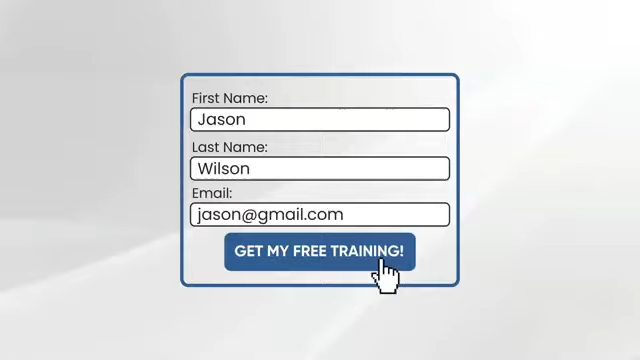 First Name:
Jason
Last Name:
Wilson
Email:
jason@gmail.com
GET MY FREE TRAINING!